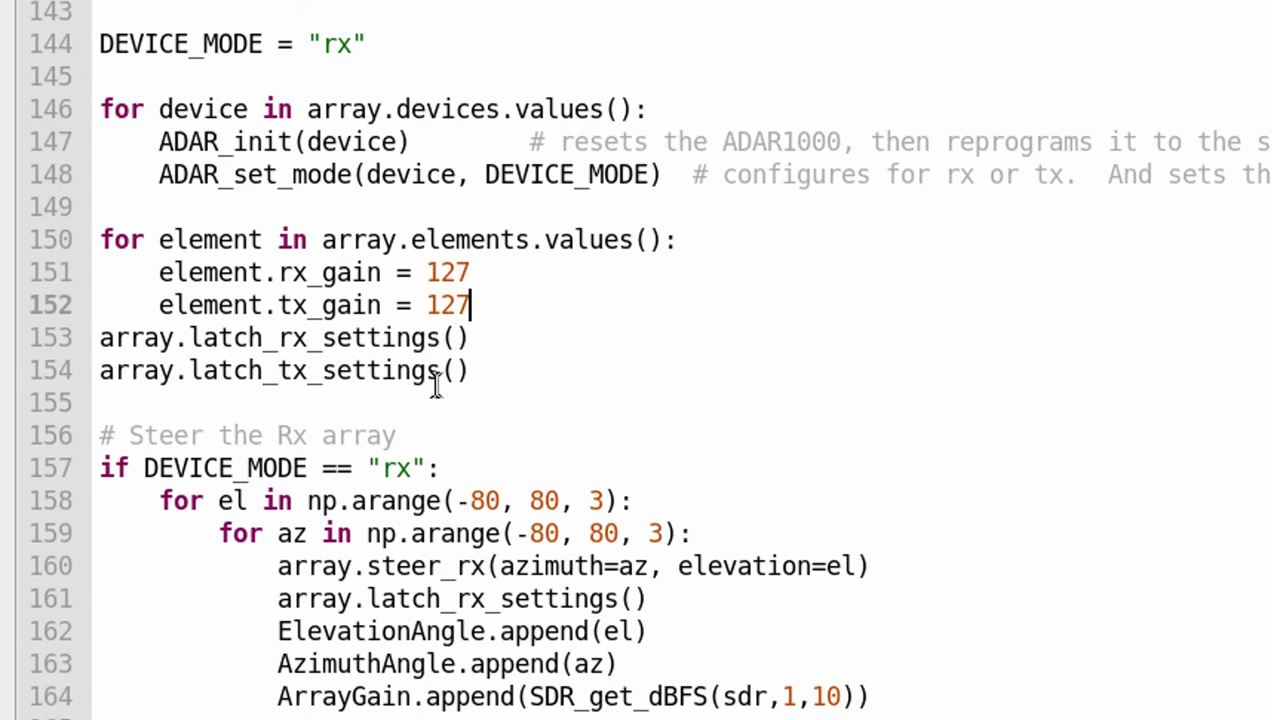 143
144 DEVICE_MODE = "rx"
145
146 for device in array.devices.values():
147 ADAR_init(device) # resets the ADAR1000, then reprograms it to the s
148 ADAR_set_mode(device, DEVICE_MODE) # configures for rx or tx. And sets th
149
150 for element in array.elements.values():
151 element.rx_gain = 127
152 element.tx_gain = 127
153 array.latch_rx_settings()
154 array.latch_tx_settings()
155
156 # Steer the Rx array
157 if DEVICE_MODE == "rx":
158 for el in np.arange(-80, 80, 3):
159 for az in np.arange(-80, 80, 3):
160 array.steer_rx(azimuth=az, elevation=el)
161 array.latch_rx_settings()
162 ElevationAngle.append(el)
163 AzimuthAngle.append(az)
164 ArrayGain.append(SDR_get_dBFS(sdr,1,10))